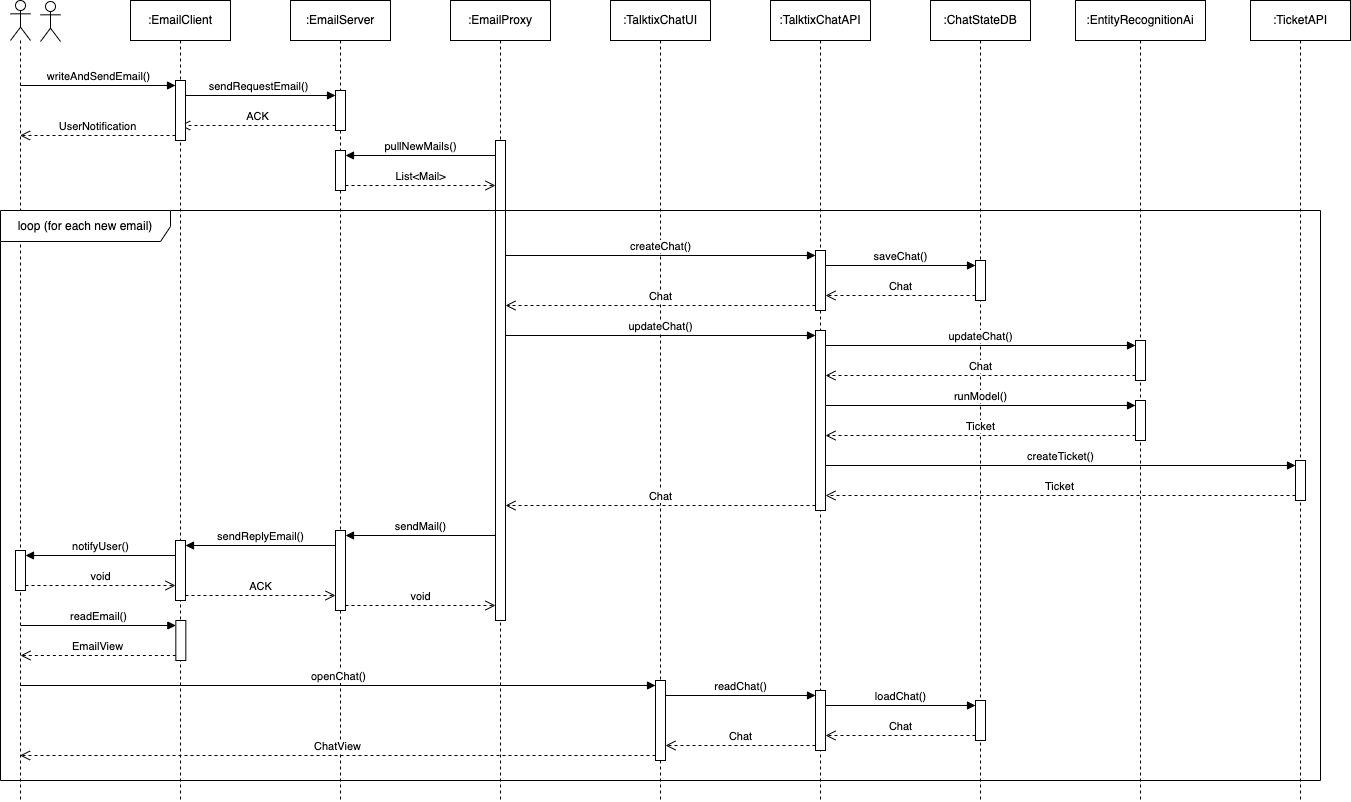 :EmailClient
:EmailServer
:EmailProxy
:TalktixChatUI
:TalktixChatAPI
:ChatStateDB
:EntityRecognitionAi
:TicketAPI
writeAndSendEmail()
sendRequestEmail()
ACK
UserNotification
pullNewMails()
List<Mail>
loop (for each new email)
createChat()
saveChat()
Chat
Chat
updateChat()
updateChat()
Chat
runModel()
Ticket
createTicket()
Ticket
Chat
sendMail()
sendReplyEmail()
notifyUser()
void
ACK
void
readEmail()
EmailView
openChat()
readChat()
loadChat()
Chat
Chat
ChatView